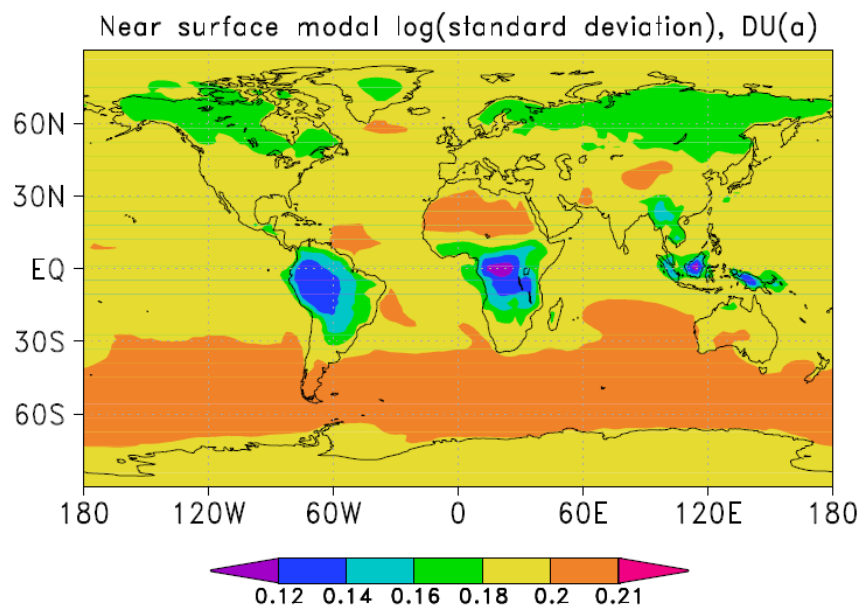 Near surface modal log(standard deviation), DU(a)
60N
30N
EQ
30S
60S
180 120W 60W 0 60E 120E 180
0.12 0.14 0.16 0.18 0.2 0.21